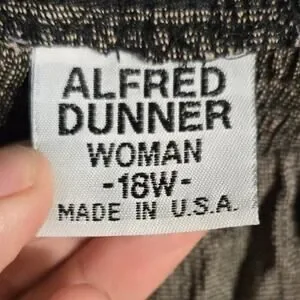 ALFRED
DUNNER
WOMAN
-18W-
MADE IN U.S.A.